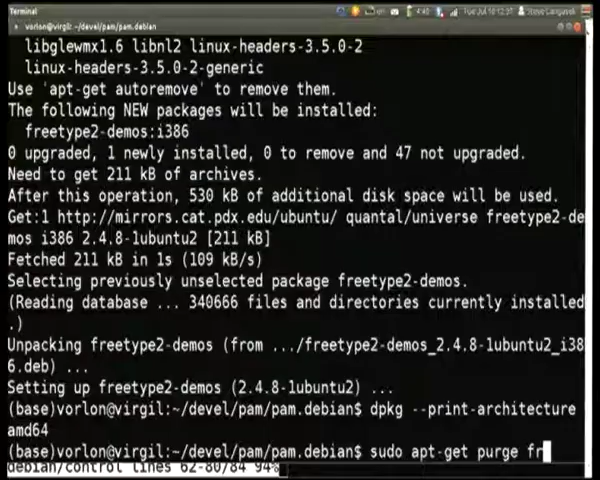 Terminal
vorlon@virgil: ~/devel/pam/pam.debian
libglewmx1.6 libnl2 linux-headers-3.5.0-2
linux-headers-3.5.0-2-generic
Use 'apt-get autoremove' to remove them.
The following NEW packages will be installed:
freetype2-demos:i386
0 upgraded, 1 newly installed, 0 to remove and 47 not upgraded.
Need to get 211 kB of archives.
After this operation, 530 kB of additional disk space will be used.
Get:1 http://mirrors.cat.pdx.edu/ubuntu/ quantal/universe freetype2-de
mos i386 2.4.8-1ubuntu2 [211 kB]
Fetched 211 kB in 1s (109 kB/s)
Selecting previously unselected package freetype2-demos.
(Reading database ... 340666 files and directories currently installed
.)
Unpacking freetype2-demos (from .../freetype2-demos_2.4.8-1ubuntu2_i38
6.deb) ...
Setting up freetype2-demos (2.4.8-1ubuntu2) ...
(base)vorlon@virgil:~/devel/pam/pam.debian$ dpkg --print-architecture
amd64
(base)vorlon@virgil:~/devel/pam/pam.debian$ sudo apt-get purge fr
debian/control lines 62-80/84 94%